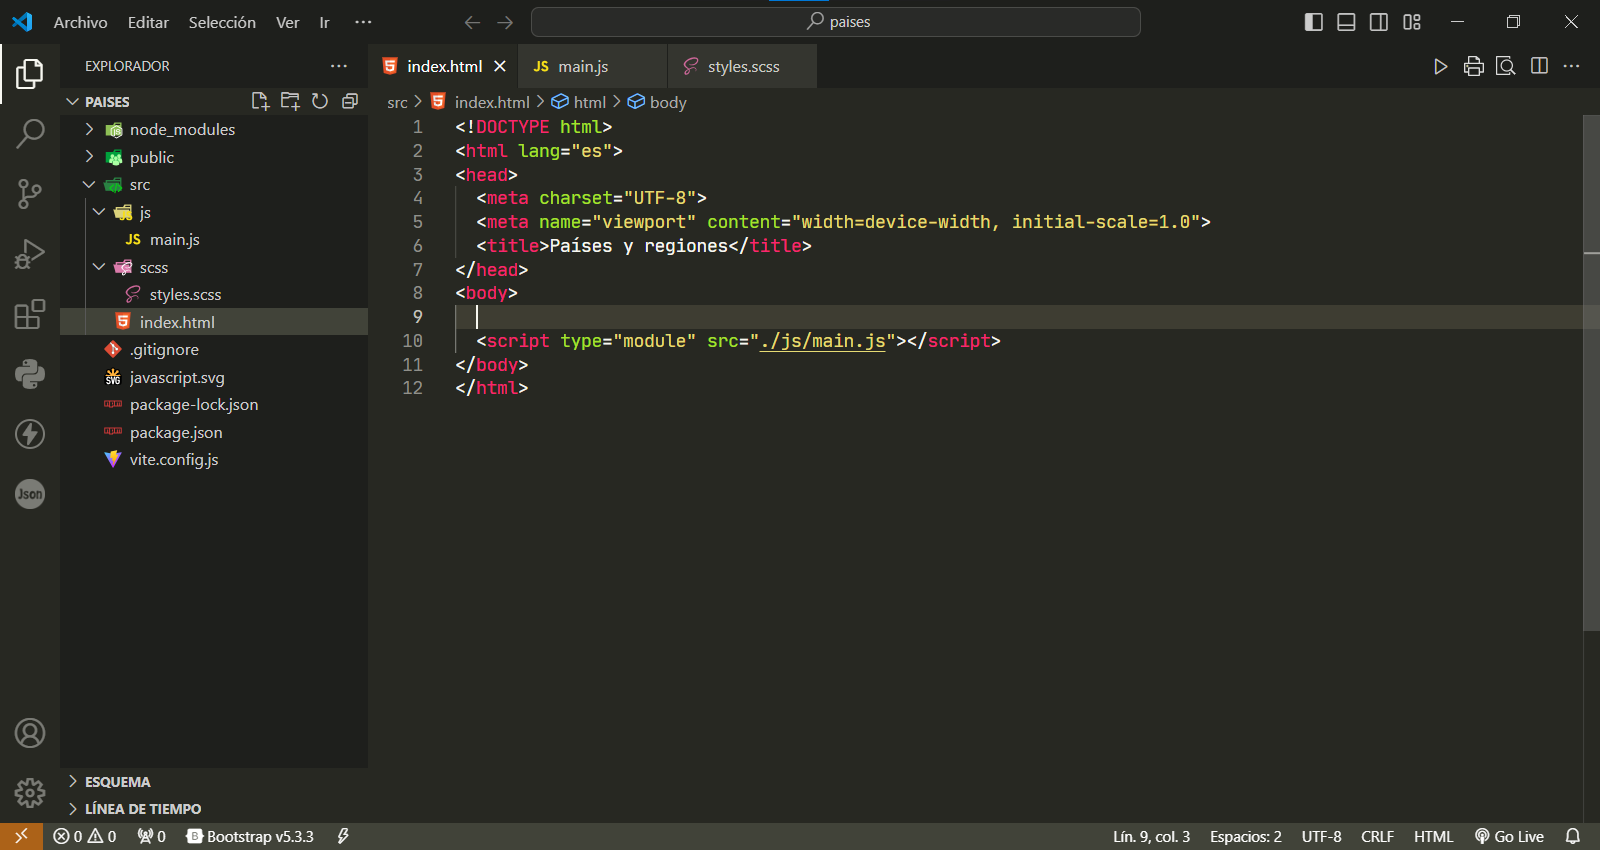 Archivo Editar Selección Ver Ir ···
paises
EXPLORADOR ···
PAISES
node_modules
public
src
js
JS main.js
scss
styles.scss
index.html
.gitignore
SVG javascript.svg
package-lock.json
package.json
vite.config.js
ESQUEMA
LÍNEA DE TIEMPO
Json
index.html
JS main.js
styles.scss
src > index.html > html > body
1 <!DOCTYPE html>
2 <html lang="es">
3 <head>
4 <meta charset="UTF-8">
5 <meta name="viewport" content="width=device-width, initial-scale=1.0">
6 <title>Países y regiones</title>
7 </head>
8 <body>
9
10 <script type="module" src="./js/main.js"></script>
11 </body>
12 </html>
0 0 0 B Bootstrap v5.3.3 Lín. 9, col. 3 Espacios: 2 UTF-8 CRLF HTML Go Live